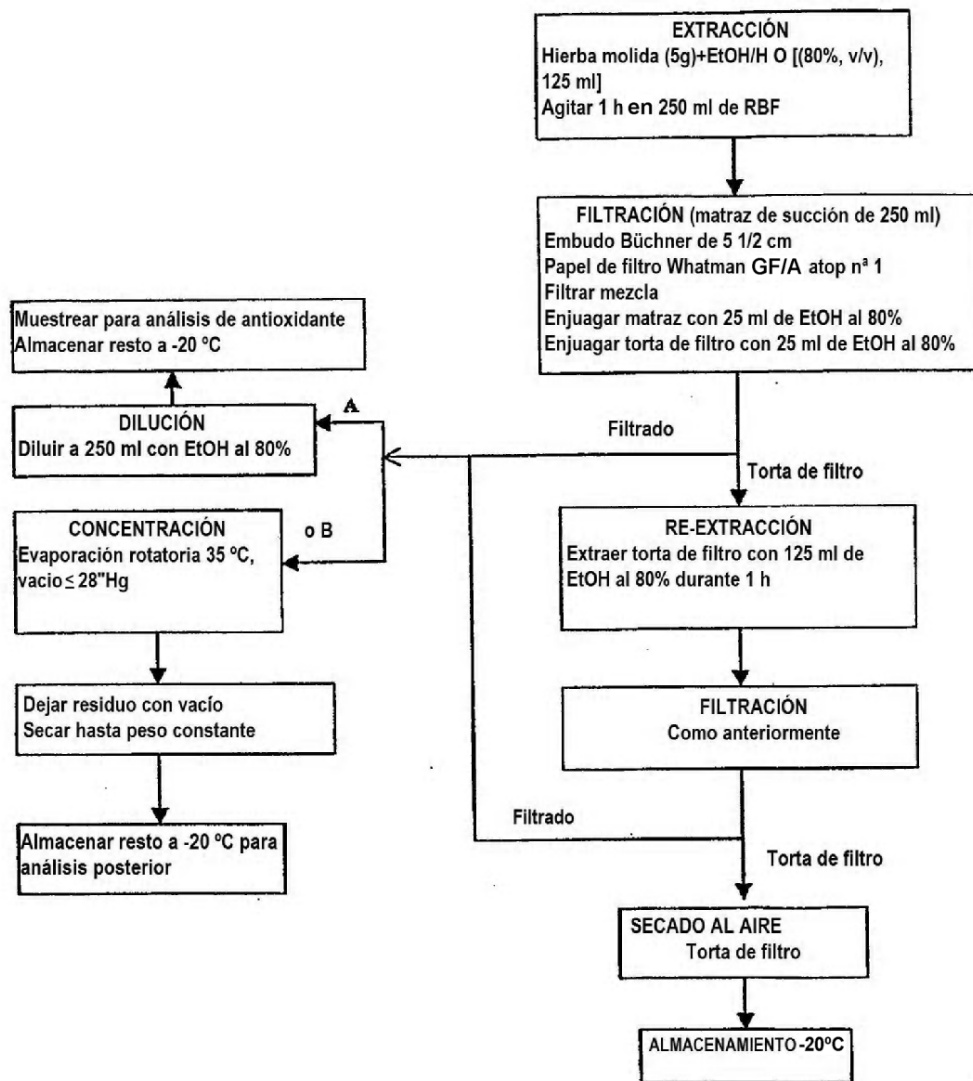 EXTRACCIÓN
Hierba molida (5g)+EtOH/H O [(80%, v/v),
125 ml]
Agitar 1 h en 250 ml de RBF
FILTRACIÓN (matraz de succión de 250 ml)
Embudo Büchner de 5 1/2 cm
Papel de filtro Whatman GF/A atop nª 1
Filtrar mezcla
Enjuagar matraz con 25 ml de EtOH al 80%
Enjuagar torta de filtro con 25 ml de EtOH al 80%
Muestrear para análisis de antioxidante
Almacenar resto a -20 ºC
DILUCIÓN
Diluir a 250 ml con EtOH al 80%
A
Filtrado
Torta de filtro
CONCENTRACIÓN
Evaporación rotatoria 35 ºC,
vacio ≤ 28"Hg
o B
RE-EXTRACCIÓN
Extraer torta de filtro con 125 ml de
EtOH al 80% durante 1 h
Dejar residuo con vacío
Secar hasta peso constante
FILTRACIÓN
Como anteriormente
Almacenar resto a -20 ºC para
análisis posterior
Filtrado
Torta de filtro
SECADO AL AIRE
Torta de filtro
ALMACENAMIENTO -20ºC